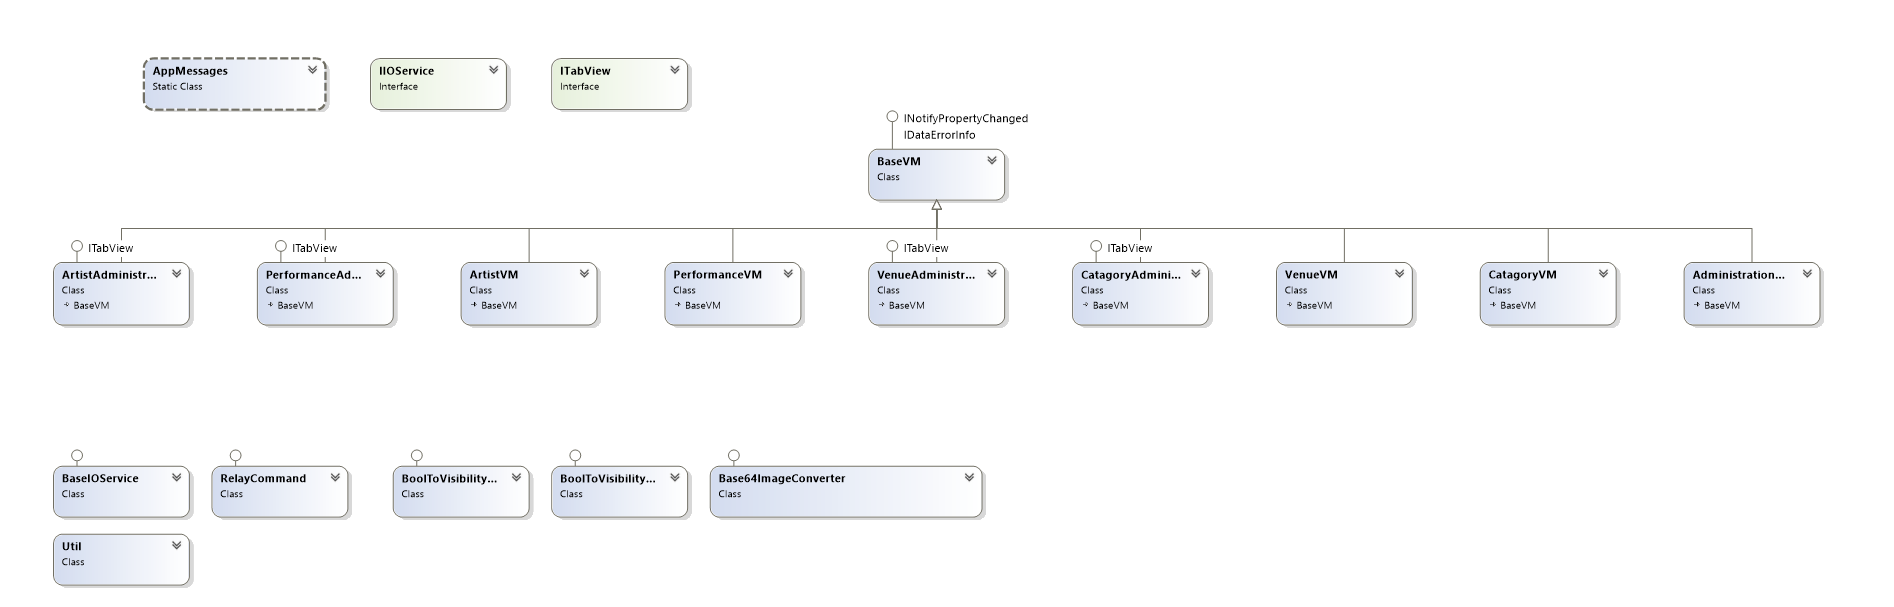 AppMessages
Static Class
IIOService
Interface
ITabView
Interface
INotifyPropertyChanged
IDataErrorInfo
BaseVM
Class
ITabView
ArtistAdministr...
Class
BaseVM
ITabView
PerformanceAd...
Class
BaseVM
ArtistVM
Class
BaseVM
PerformanceVM
Class
BaseVM
ITabView
VenueAdministr...
Class
BaseVM
ITabView
CatagoryAdmini...
Class
BaseVM
VenueVM
Class
BaseVM
CatagoryVM
Class
BaseVM
Administration...
Class
BaseVM
BaseIOService
Class
RelayCommand
Class
BoolToVisibility...
Class
BoolToVisibility...
Class
Base64ImageConverter
Class
Util
Class